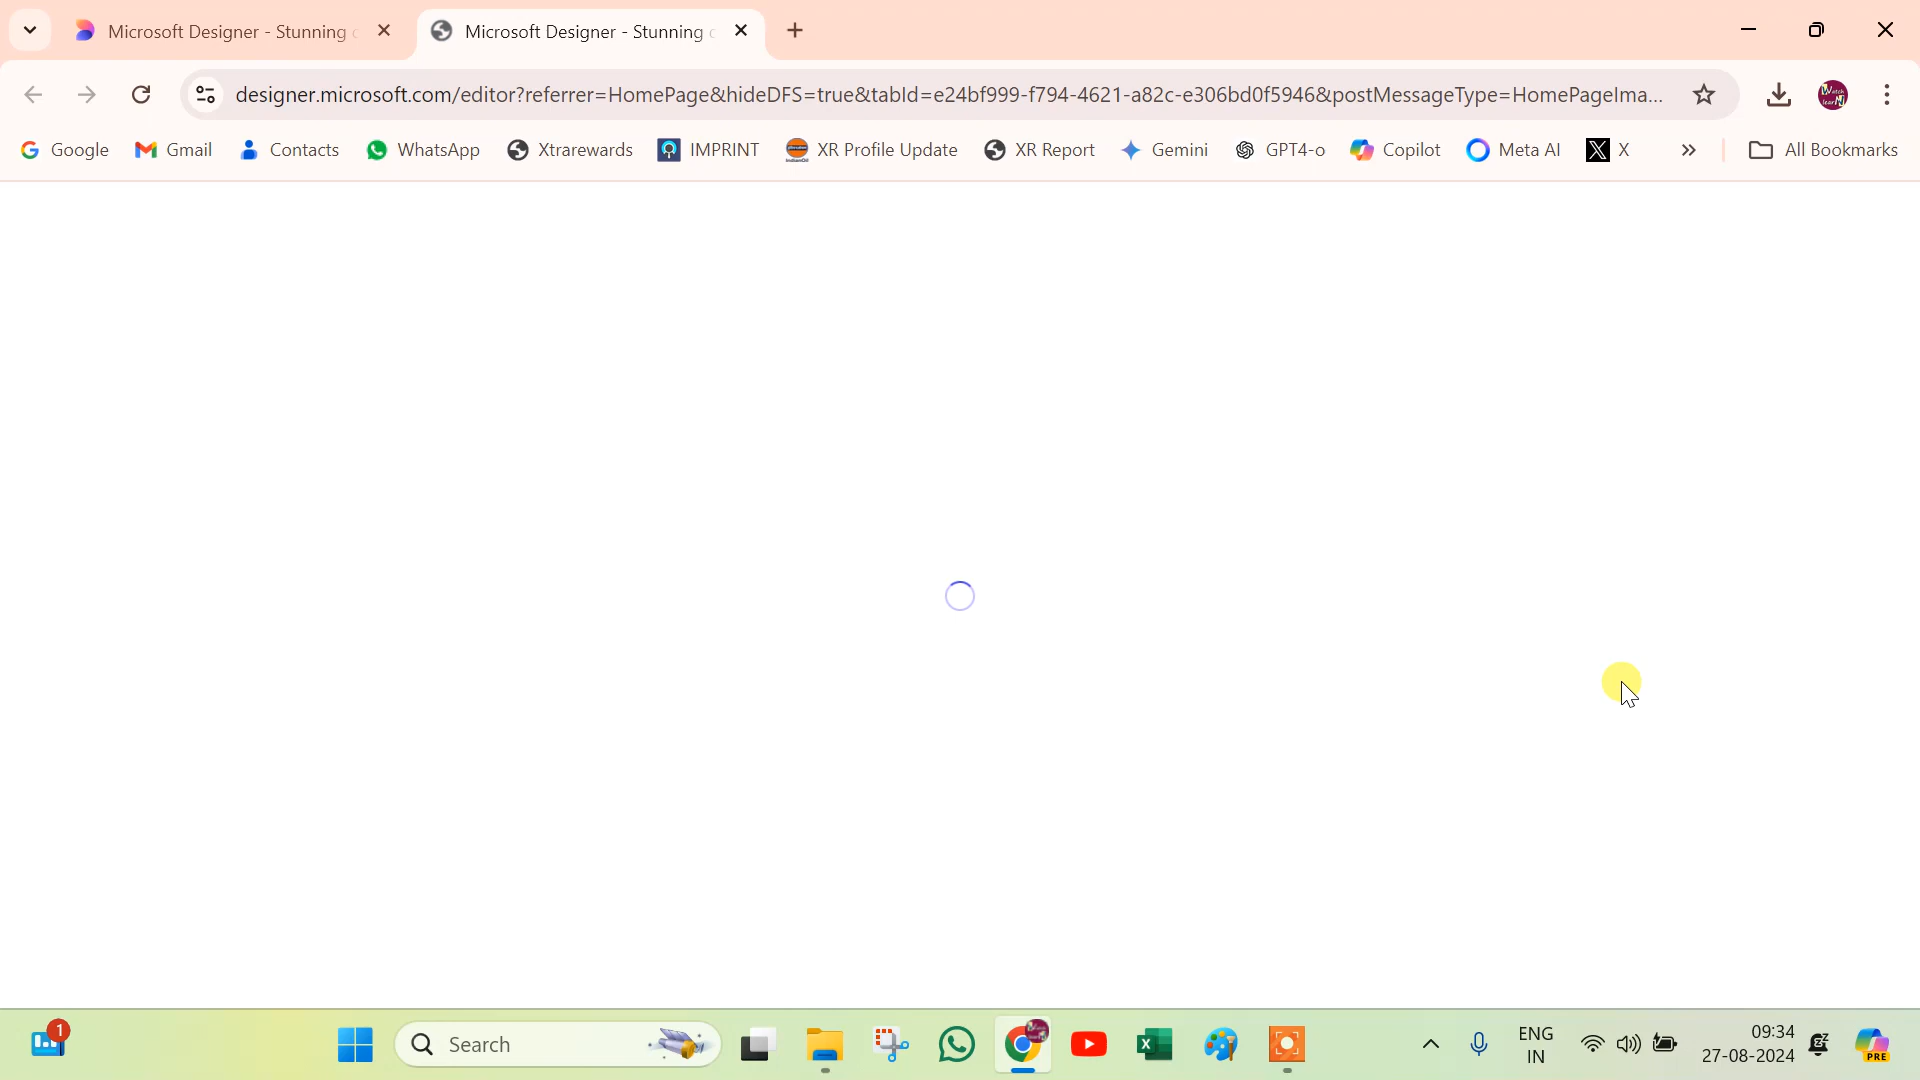 Microsoft Designer - Stunning
Microsoft Designer - Stunning
designer.microsoft.com/editor?referrer=HomePage&hideDFS=true&tabId=e24bf999-f794-4621-a82c-e306bd0f5946&postMessageType=HomePageIma...
Google Gmail Contacts WhatsApp Xtrarewards IMPRINT XR Profile Update XR Report Gemini GPT4-o Copilot Meta AI X All Bookmarks
1
Search
ENG
IN
09:34
27-08-2024
PRE